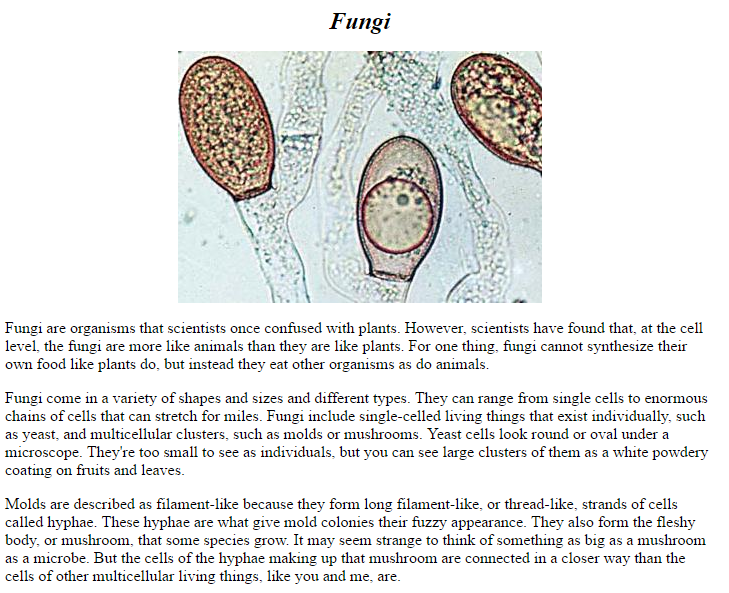 Fungi
Fungi are organisms that scientists once confused with plants. However, scientists have found that, at the cell
level, the fungi are more like animals than they are like plants. For one thing, fungi cannot synthesize their
own food like plants do, but instead they eat other organisms as do animals.
Fungi come in a variety of shapes and sizes and different types. They can range from single cells to enormous
chains of cells that can stretch for miles. Fungi include single-celled living things that exist individually, such
as yeast, and multicellular clusters, such as molds or mushrooms. Yeast cells look round or oval under a
microscope. They're too small to see as individuals, but you can see large clusters of them as a white powdery
coating on fruits and leaves.
Molds are described as filament-like because they form long filament-like, or thread-like, strands of cells
called hyphae. These hyphae are what give mold colonies their fuzzy appearance. They also form the fleshy
body, or mushroom, that some species grow. It may seem strange to think of something as big as a mushroom
as a microbe. But the cells of the hyphae making up that mushroom are connected in a closer way than the
cells of other multicellular living things, like you and me, are.